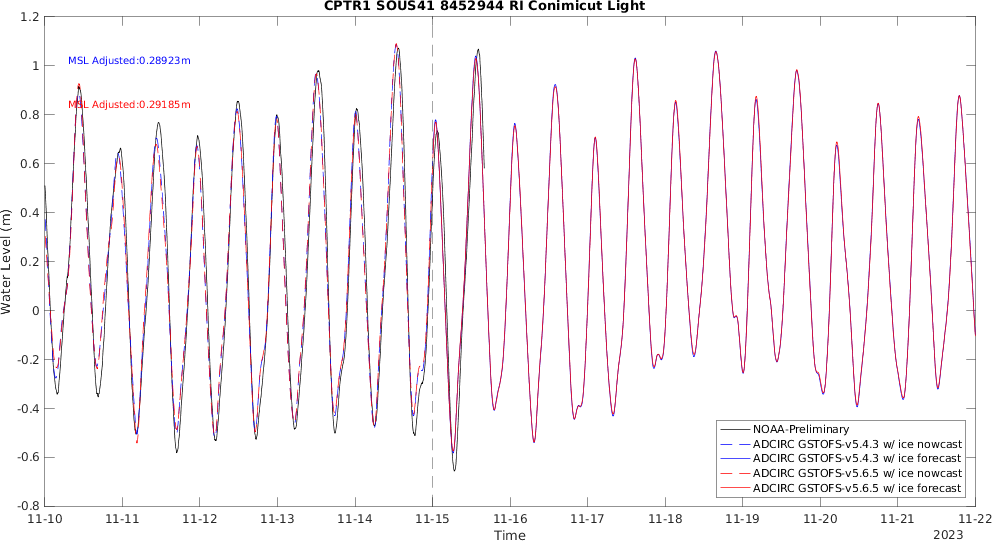 CPTR1 SOUS41 8452944 RI Conimicut Light
1.2
1
0.8
0.6
0.4
0.2
0
-0.2
-0.4
-0.6
-0.8
Water Level (m)
MSL Adjusted:0.28923m
MSL Adjusted:0.29185m
NOAA-Preliminary
ADCIRC GSTOFS-v5.4.3 w/ ice nowcast
ADCIRC GSTOFS-v5.4.3 w/ ice forecast
ADCIRC GSTOFS-v5.6.5 w/ ice nowcast
ADCIRC GSTOFS-v5.6.5 w/ ice forecast
11-10 11-11 11-12 11-13 11-14 11-15 11-16 11-17 11-18 11-19 11-20 11-21 11-22
Time
2023